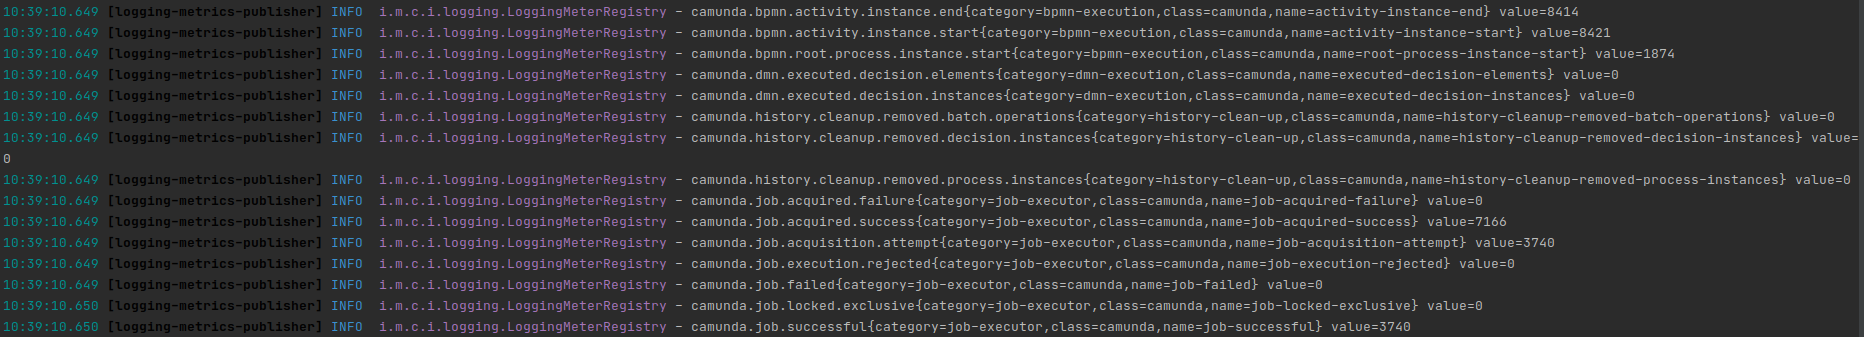 10:39:10.649 [logging-metrics-publisher] INFO  i.m.c.i.logging.LoggingMeterRegistry - camunda.bpmn.activity.instance.end{category=bpmn-execution,class=camunda,name=activity-instance-end} value=8414
10:39:10.649 [logging-metrics-publisher] INFO  i.m.c.i.logging.LoggingMeterRegistry - camunda.bpmn.activity.instance.start{category=bpmn-execution,class=camunda,name=activity-instance-start} value=8421
10:39:10.649 [logging-metrics-publisher] INFO  i.m.c.i.logging.LoggingMeterRegistry - camunda.bpmn.root.process.instance.start{category=bpmn-execution,class=camunda,name=root-process-instance-start} value=1874
10:39:10.649 [logging-metrics-publisher] INFO  i.m.c.i.logging.LoggingMeterRegistry - camunda.dmn.executed.decision.elements{category=dmn-execution,class=camunda,name=executed-decision-elements} value=0
10:39:10.649 [logging-metrics-publisher] INFO  i.m.c.i.logging.LoggingMeterRegistry - camunda.dmn.executed.decision.instances{category=dmn-execution,class=camunda,name=executed-decision-instances} value=0
10:39:10.649 [logging-metrics-publisher] INFO  i.m.c.i.logging.LoggingMeterRegistry - camunda.history.cleanup.removed.batch.operations{category=history-clean-up,class=camunda,name=history-cleanup-removed-batch-operations} value=0
10:39:10.649 [logging-metrics-publisher] INFO  i.m.c.i.logging.LoggingMeterRegistry - camunda.history.cleanup.removed.decision.instances{category=history-clean-up,class=camunda,name=history-cleanup-removed-decision-instances} value=
0
10:39:10.649 [logging-metrics-publisher] INFO  i.m.c.i.logging.LoggingMeterRegistry - camunda.history.cleanup.removed.process.instances{category=history-clean-up,class=camunda,name=history-cleanup-removed-process-instances} value=0
10:39:10.649 [logging-metrics-publisher] INFO  i.m.c.i.logging.LoggingMeterRegistry - camunda.job.acquired.failure{category=job-executor,class=camunda,name=job-acquired-failure} value=0
10:39:10.649 [logging-metrics-publisher] INFO  i.m.c.i.logging.LoggingMeterRegistry - camunda.job.acquired.success{category=job-executor,class=camunda,name=job-acquired-success} value=7166
10:39:10.649 [logging-metrics-publisher] INFO  i.m.c.i.logging.LoggingMeterRegistry - camunda.job.acquisition.attempt{category=job-executor,class=camunda,name=job-acquisition-attempt} value=3740
10:39:10.649 [logging-metrics-publisher] INFO  i.m.c.i.logging.LoggingMeterRegistry - camunda.job.execution.rejected{category=job-executor,class=camunda,name=job-execution-rejected} value=0
10:39:10.649 [logging-metrics-publisher] INFO  i.m.c.i.logging.LoggingMeterRegistry - camunda.job.failed{category=job-executor,class=camunda,name=job-failed} value=0
10:39:10.650 [logging-metrics-publisher] INFO  i.m.c.i.logging.LoggingMeterRegistry - camunda.job.locked.exclusive{category=job-executor,class=camunda,name=job-locked-exclusive} value=0
10:39:10.650 [logging-metrics-publisher] INFO  i.m.c.i.logging.LoggingMeterRegistry - camunda.job.successful{category=job-executor,class=camunda,name=job-successful} value=3740